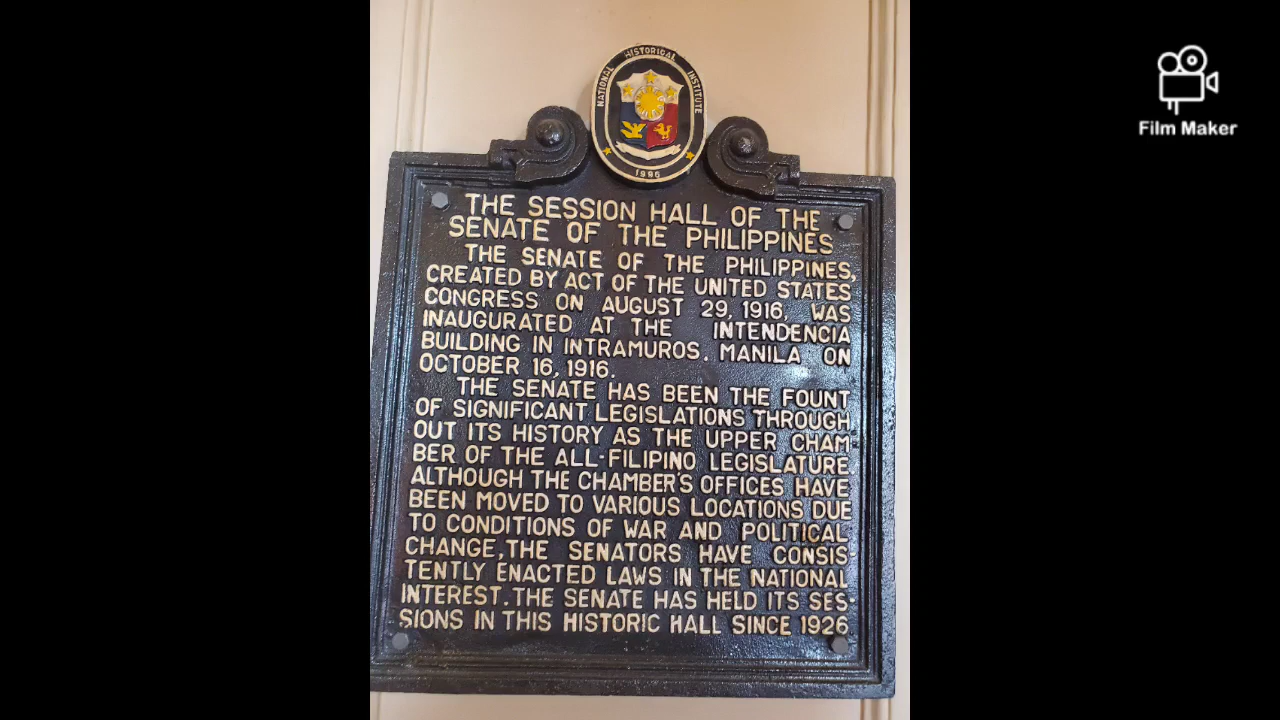 NATIONAL HISTORICAL INSTITUTE
1996
THE SESSION HALL OF THE
SENATE OF THE PHILIPPINES
THE SENATE OF THE PHILIPPINES,
CREATED BY ACT OF THE UNITED STATES
CONGRESS ON AUGUST 29, 1916, WAS
INAUGURATED AT THE INTENDENCIA
BUILDING IN INTRAMUROS. MANILA ON
OCTOBER 16, 1916.
THE SENATE HAS BEEN THE FOUNT
OF SIGNIFICANT LEGISLATIONS THROUGH
OUT ITS HISTORY AS THE UPPER CHAM-
BER OF THE ALL-FILIPINO LEGISLATURE.
ALTHOUGH THE CHAMBER'S OFFICES HAVE
BEEN MOVED TO VARIOUS LOCATIONS DUE
TO CONDITIONS OF WAR AND POLITICAL
CHANGE, THE SENATORS HAVE CONSIS-
TENTLY ENACTED LAWS IN THE NATIONAL
INTEREST. THE SENATE HAS HELD ITS SES-
SIONS IN THIS HISTORIC HALL SINCE 1926
Film Maker